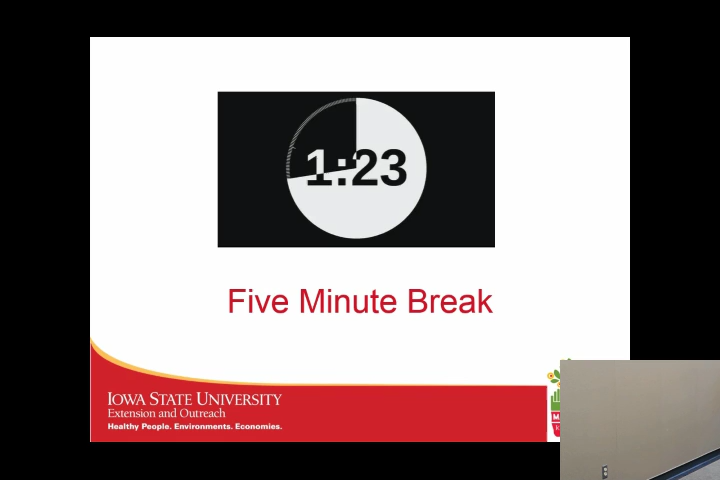 1:23
Five Minute Break
IOWA STATE UNIVERSITY
Extension and Outreach
Healthy People. Environments. Economies.